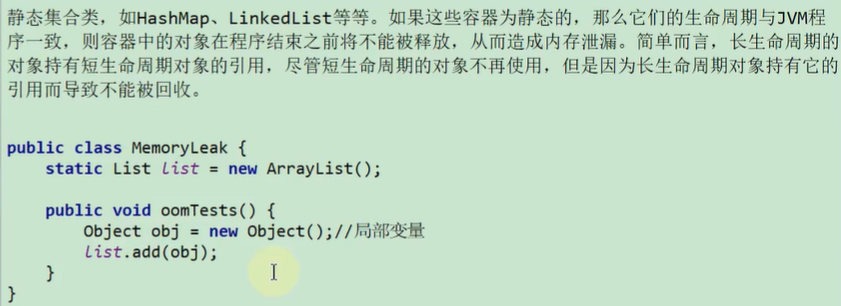 静态集合类，如HashMap、LinkedList等等。如果这些容器为静态的，那么它们的生命周期与JVM程
序一致，则容器中的对象在程序结束之前将不能被释放，从而造成内存泄漏。简单而言，长生命周期的
对象持有短生命周期对象的引用，尽管短生命周期的对象不再使用，但是因为长生命周期对象持有它的
引用而导致不能被回收。
public class MemoryLeak {
    static List list = new ArrayList();
    public void oomTests() {
        Object obj = new Object();//局部变量
        list.add(obj);
    }
}